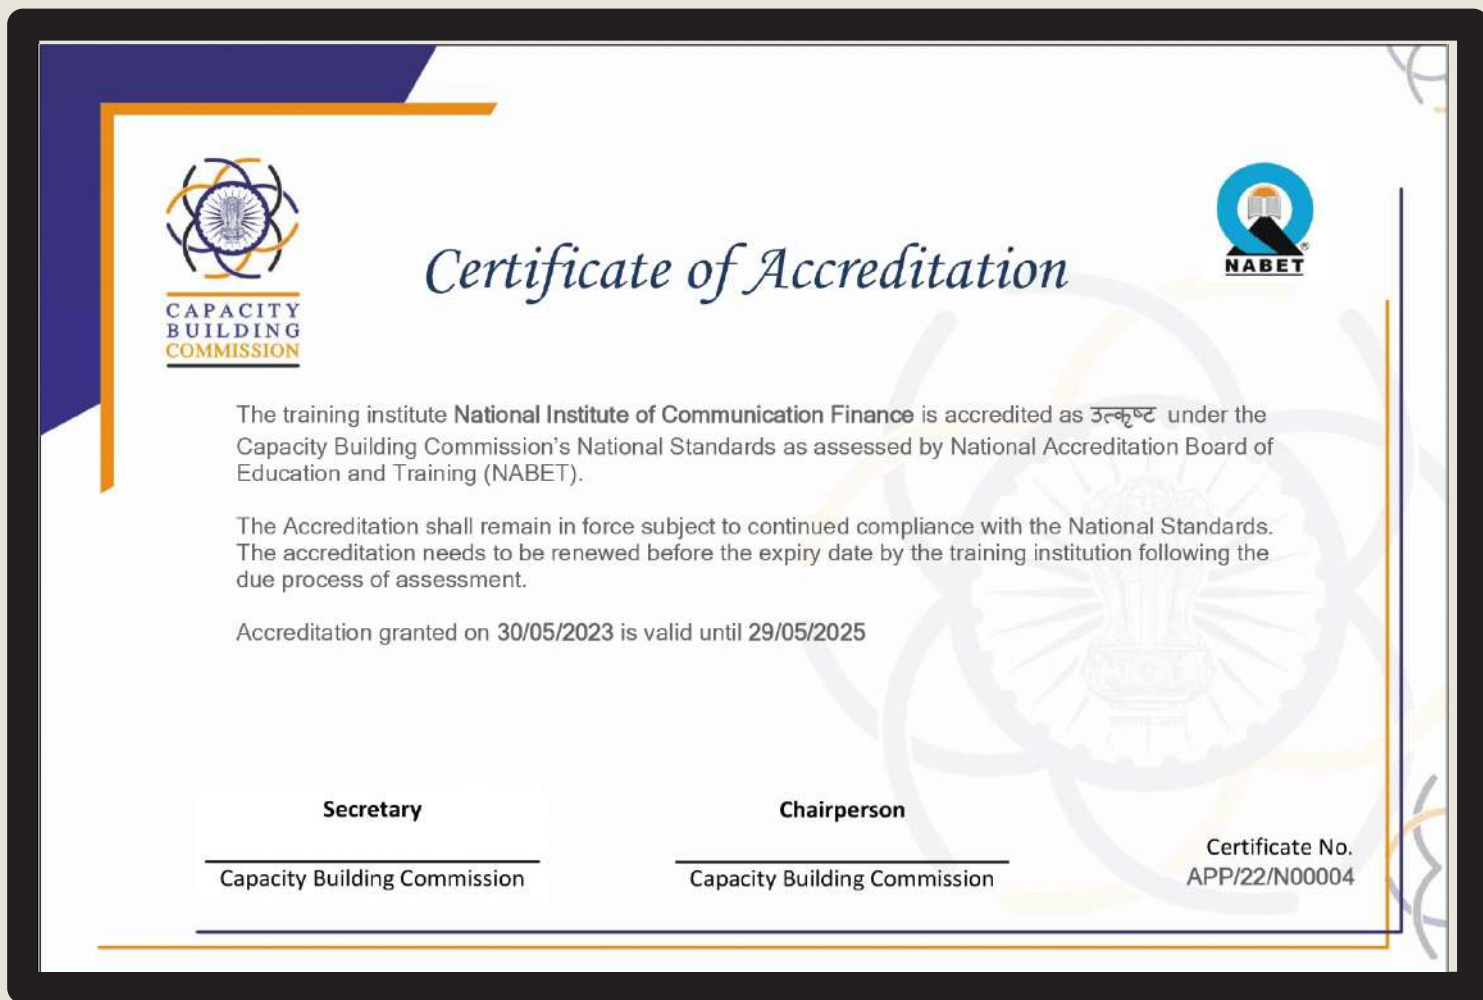 CAPACITY
BUILDING
COMMISSION
Certificate of Accreditation
NABET
The training institute National Institute of Communication Finance is accredited as उत्कृष्ट under the
Capacity Building Commission's National Standards as assessed by National Accreditation Board of
Education and Training (NABET).
The Accreditation shall remain in force subject to continued compliance with the National Standards.
The accreditation needs to be renewed before the expiry date by the training institution following the
due process of assessment.
Accreditation granted on 30/05/2023 is valid until 29/05/2025
Secretary
Capacity Building Commission
Chairperson
Capacity Building Commission
Certificate No.
APP/22/N00004